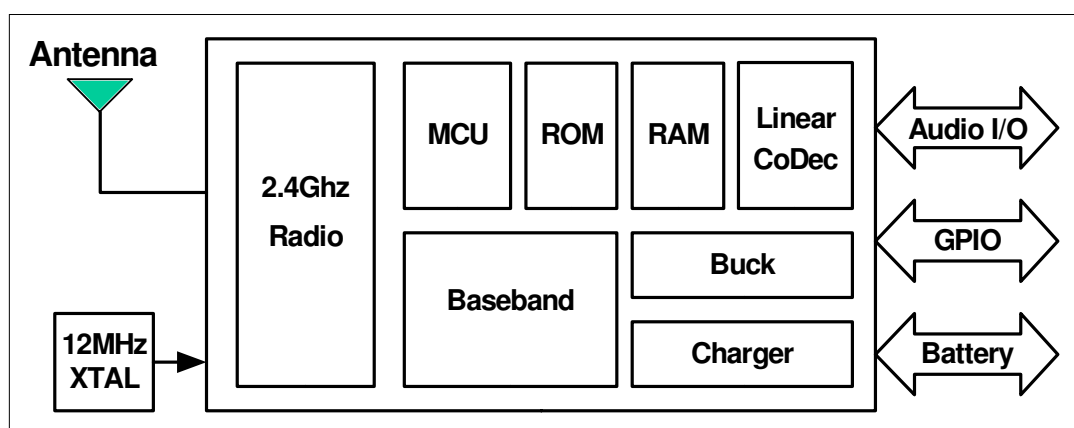 Antenna
2.4Ghz
Radio
MCU
ROM
RAM
Linear
CoDec
Audio I/O
GPIO
Buck
Baseband
12MHz
XTAL
Charger
Battery